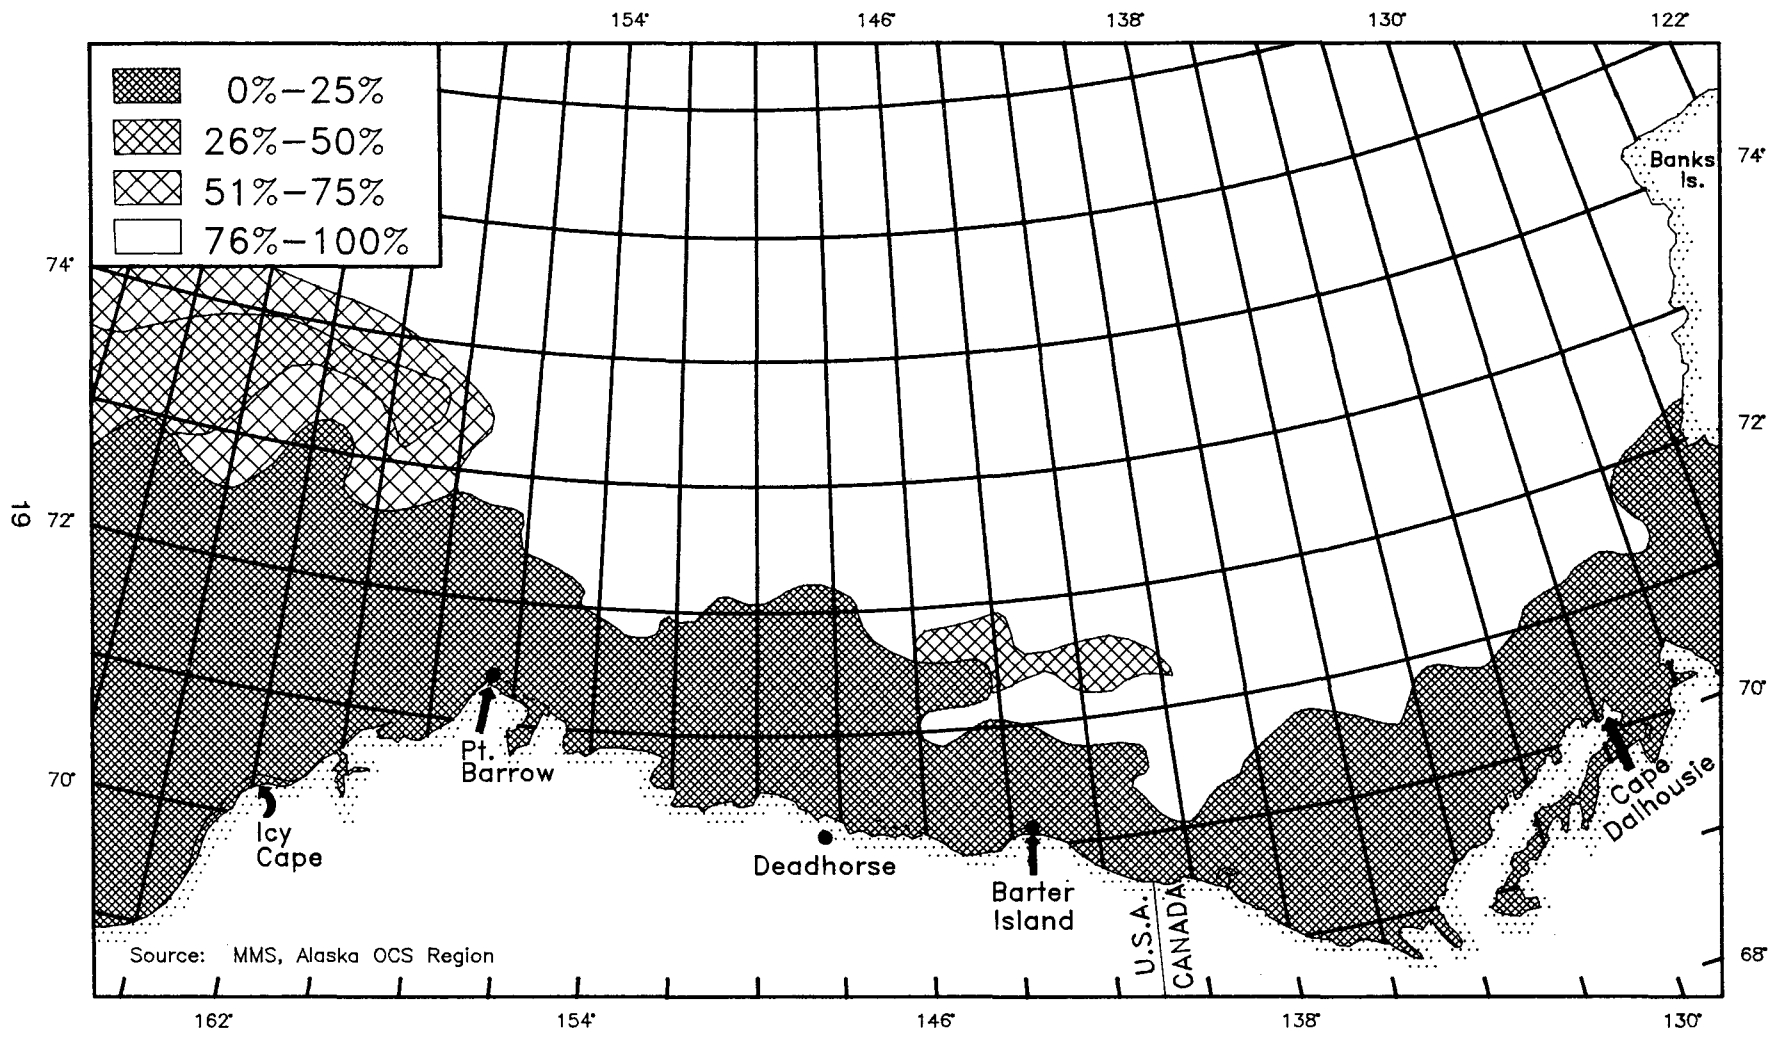 154° 146° 138° 130° 122°
0%-25%
26%-50%
51%-75%
76%-100%
Banks
Is.
74°
74°
72°
72°
19
70°
70°
Pt.
Barrow
Icy
Cape
Deadhorse
Barter
Island
U.S.A.
CANADA
Cape
Dalhousie
68°
Source: MMS, Alaska OCS Region
162° 154° 146° 138° 130°